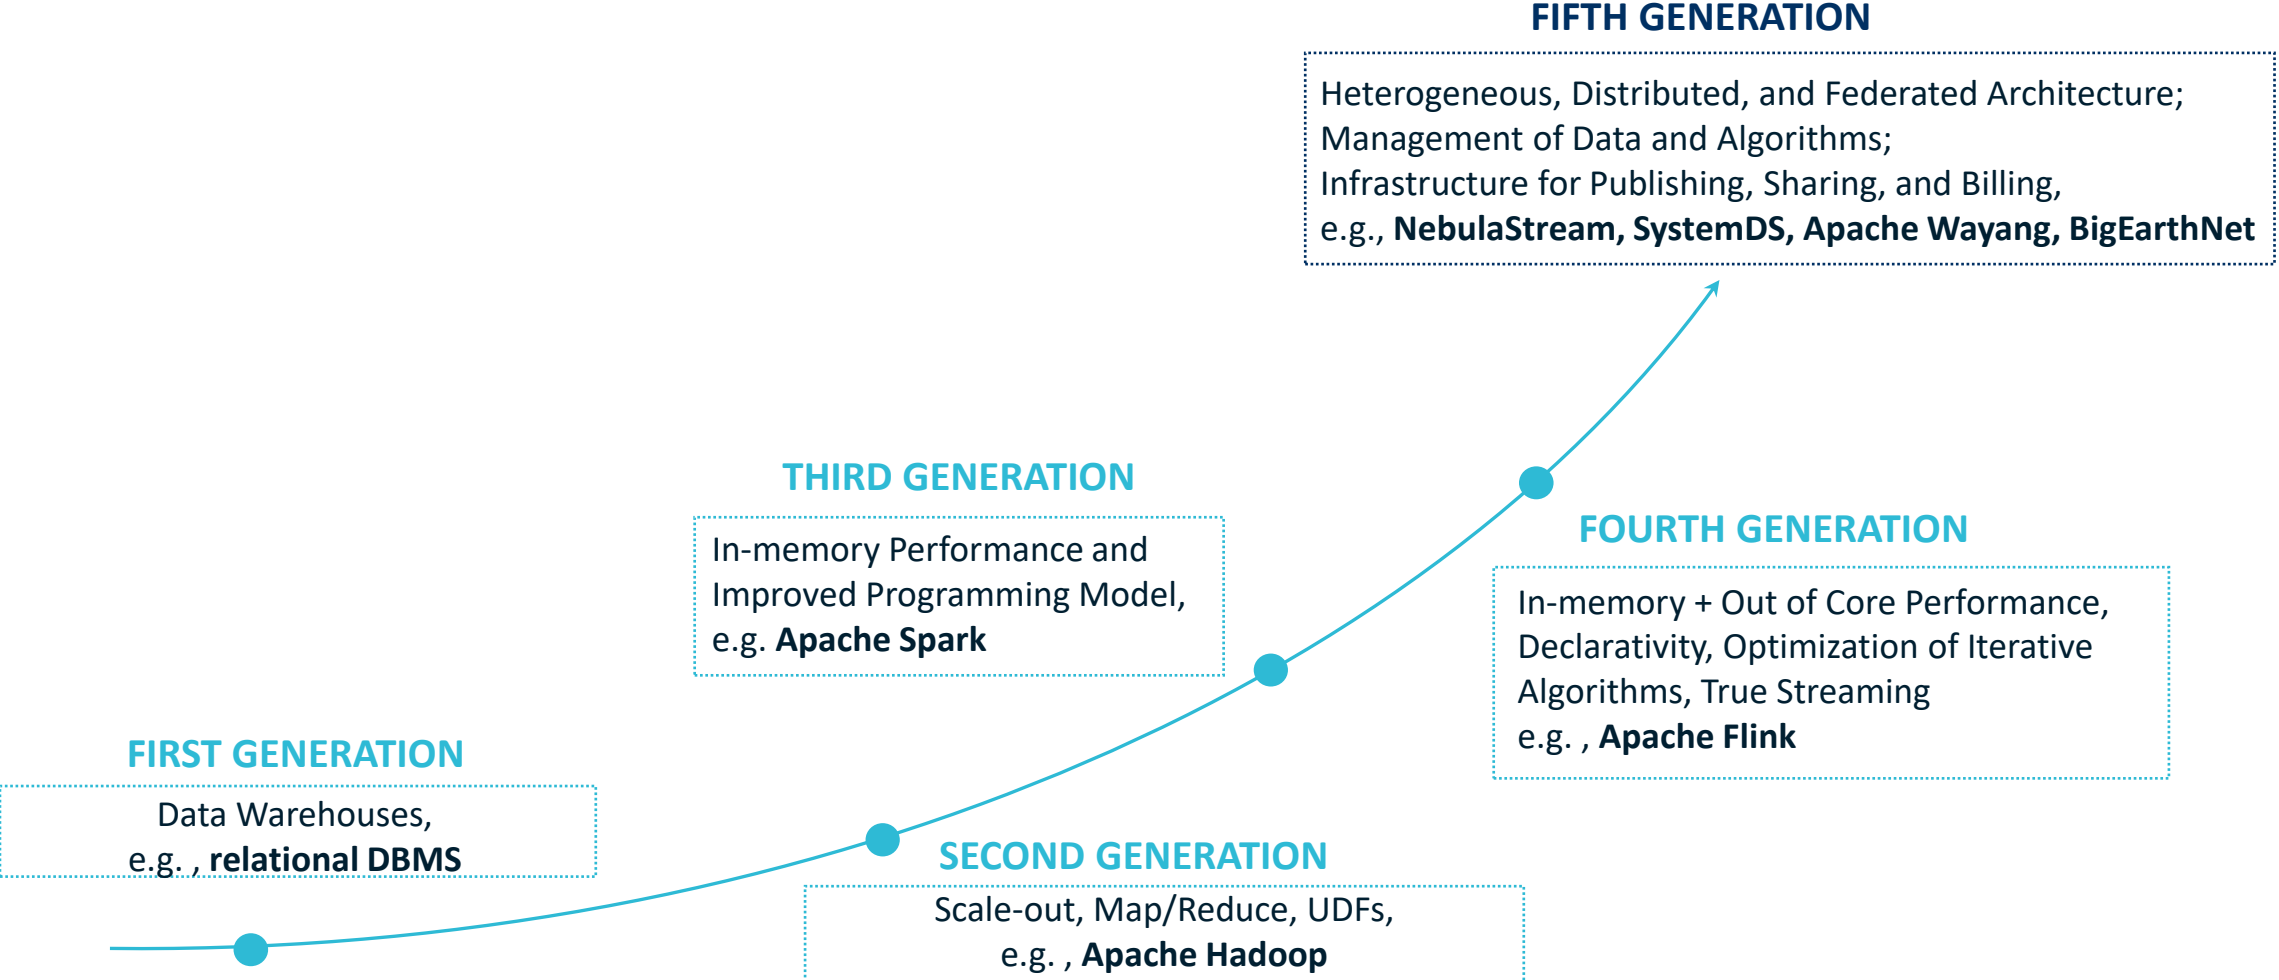 FIFTH GENERATION
Heterogeneous, Distributed, and Federated Architecture;
Management of Data and Algorithms;
Infrastructure for Publishing, Sharing, and Billing,
e.g., NebulaStream, SystemDS, Apache Wayang, BigEarthNet
THIRD GENERATION
In-memory Performance and
Improved Programming Model,
e.g. Apache Spark
FOURTH GENERATION
In-memory + Out of Core Performance,
Declarativity, Optimization of Iterative
Algorithms, True Streaming
e.g. , Apache Flink
FIRST GENERATION
Data Warehouses,
e.g. , relational DBMS
SECOND GENERATION
Scale-out, Map/Reduce, UDFs,
e.g. , Apache Hadoop